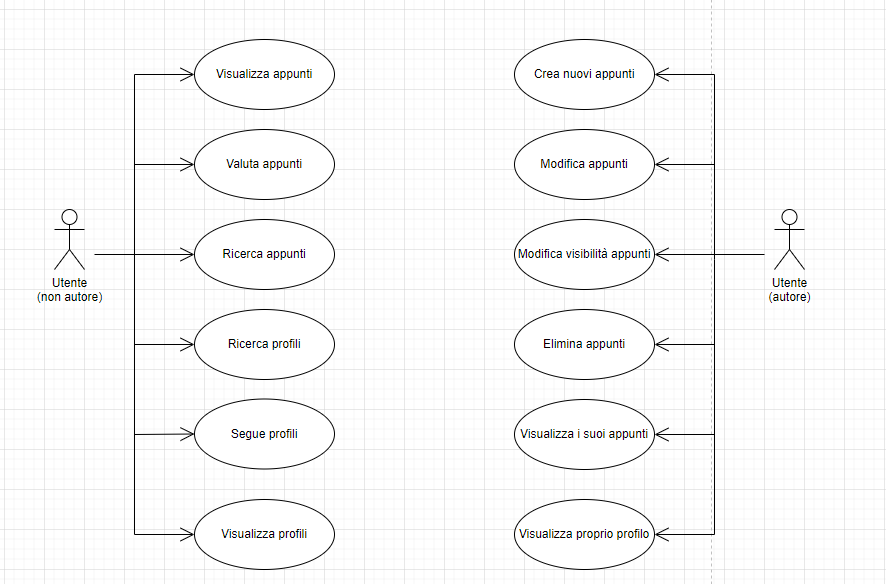 Visualizza appunti
Crea nuovi appunti
Valuta appunti
Modifica appunti
Ricerca appunti
Modifica visibilità appunti
Utente
(non autore)
Utente
(autore)
Ricerca profili
Elimina appunti
Segue profili
Visualizza i suoi appunti
Visualizza profili
Visualizza proprio profilo